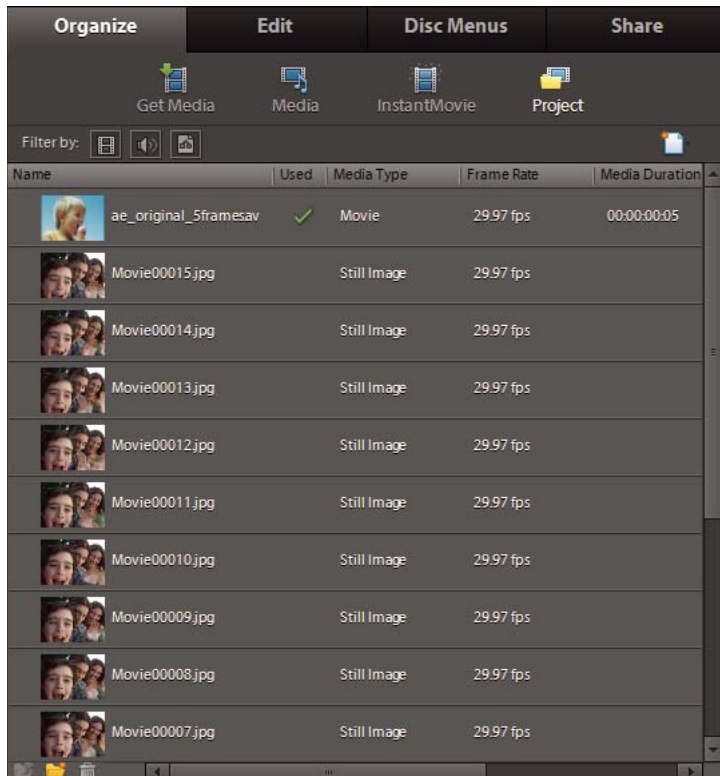 Organize Edit Disc Menus Share
Get Media Media InstantMovie Project
Filter by:
Name Used Media Type Frame Rate Media Duration
ae_original_5framesav Movie 29.97 fps 00:00:00:05
Movie00015.jpg Still Image 29.97 fps
Movie00014.jpg Still Image 29.97 fps
Movie00013.jpg Still Image 29.97 fps
Movie00012.jpg Still Image 29.97 fps
Movie00011.jpg Still Image 29.97 fps
Movie00010.jpg Still Image 29.97 fps
Movie00009.jpg Still Image 29.97 fps
Movie00008.jpg Still Image 29.97 fps
Movie00007.jpg Still Image 29.97 fps